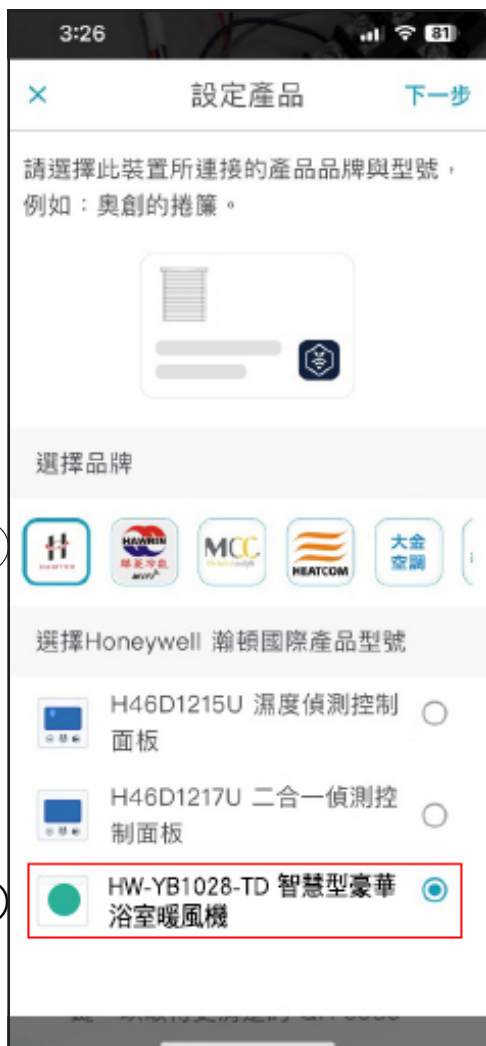 3:26
81
設定產品
下一步
請選擇此裝置所連接的產品品牌與型號，
例如：奧創的捲簾。
選擇品牌
HAWRIN
華菱冷氣
MCC
HEATCOM
大金
空調
選擇Honeywell 瀚頓國際產品型號
H46D1215U 濕度偵測控制
面板
H46D1217U 二合一偵測控
制面板
HW-YB1028-TD 智慧型豪華
浴室暖風機